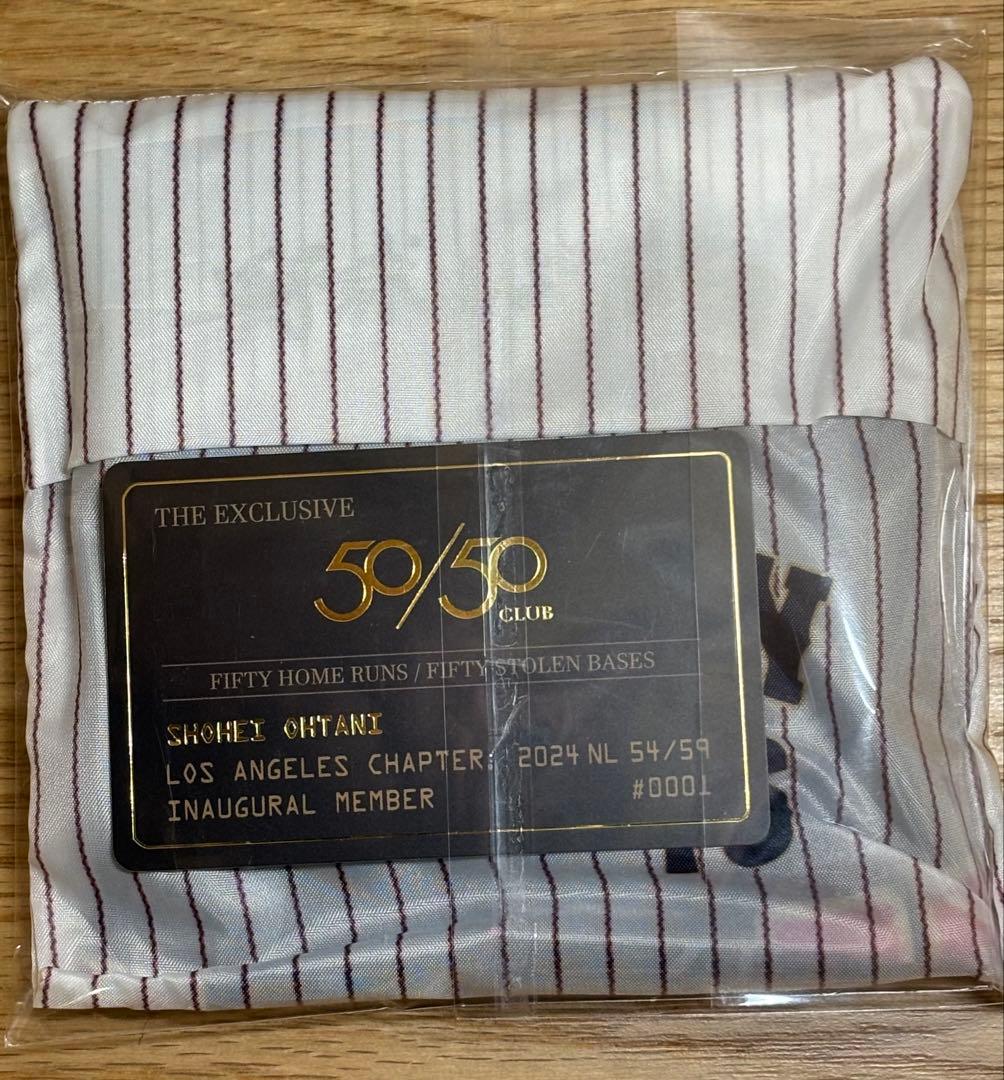 THE EXCLUSIVE
50/50
CLUB
FIFTY HOME RUNS / FIFTY STOLEN BASES
SHOHEI OHTANI
LOS ANGELES CHAPTER: 2024 NL 54/59
INAUGURAL MEMBER #0001